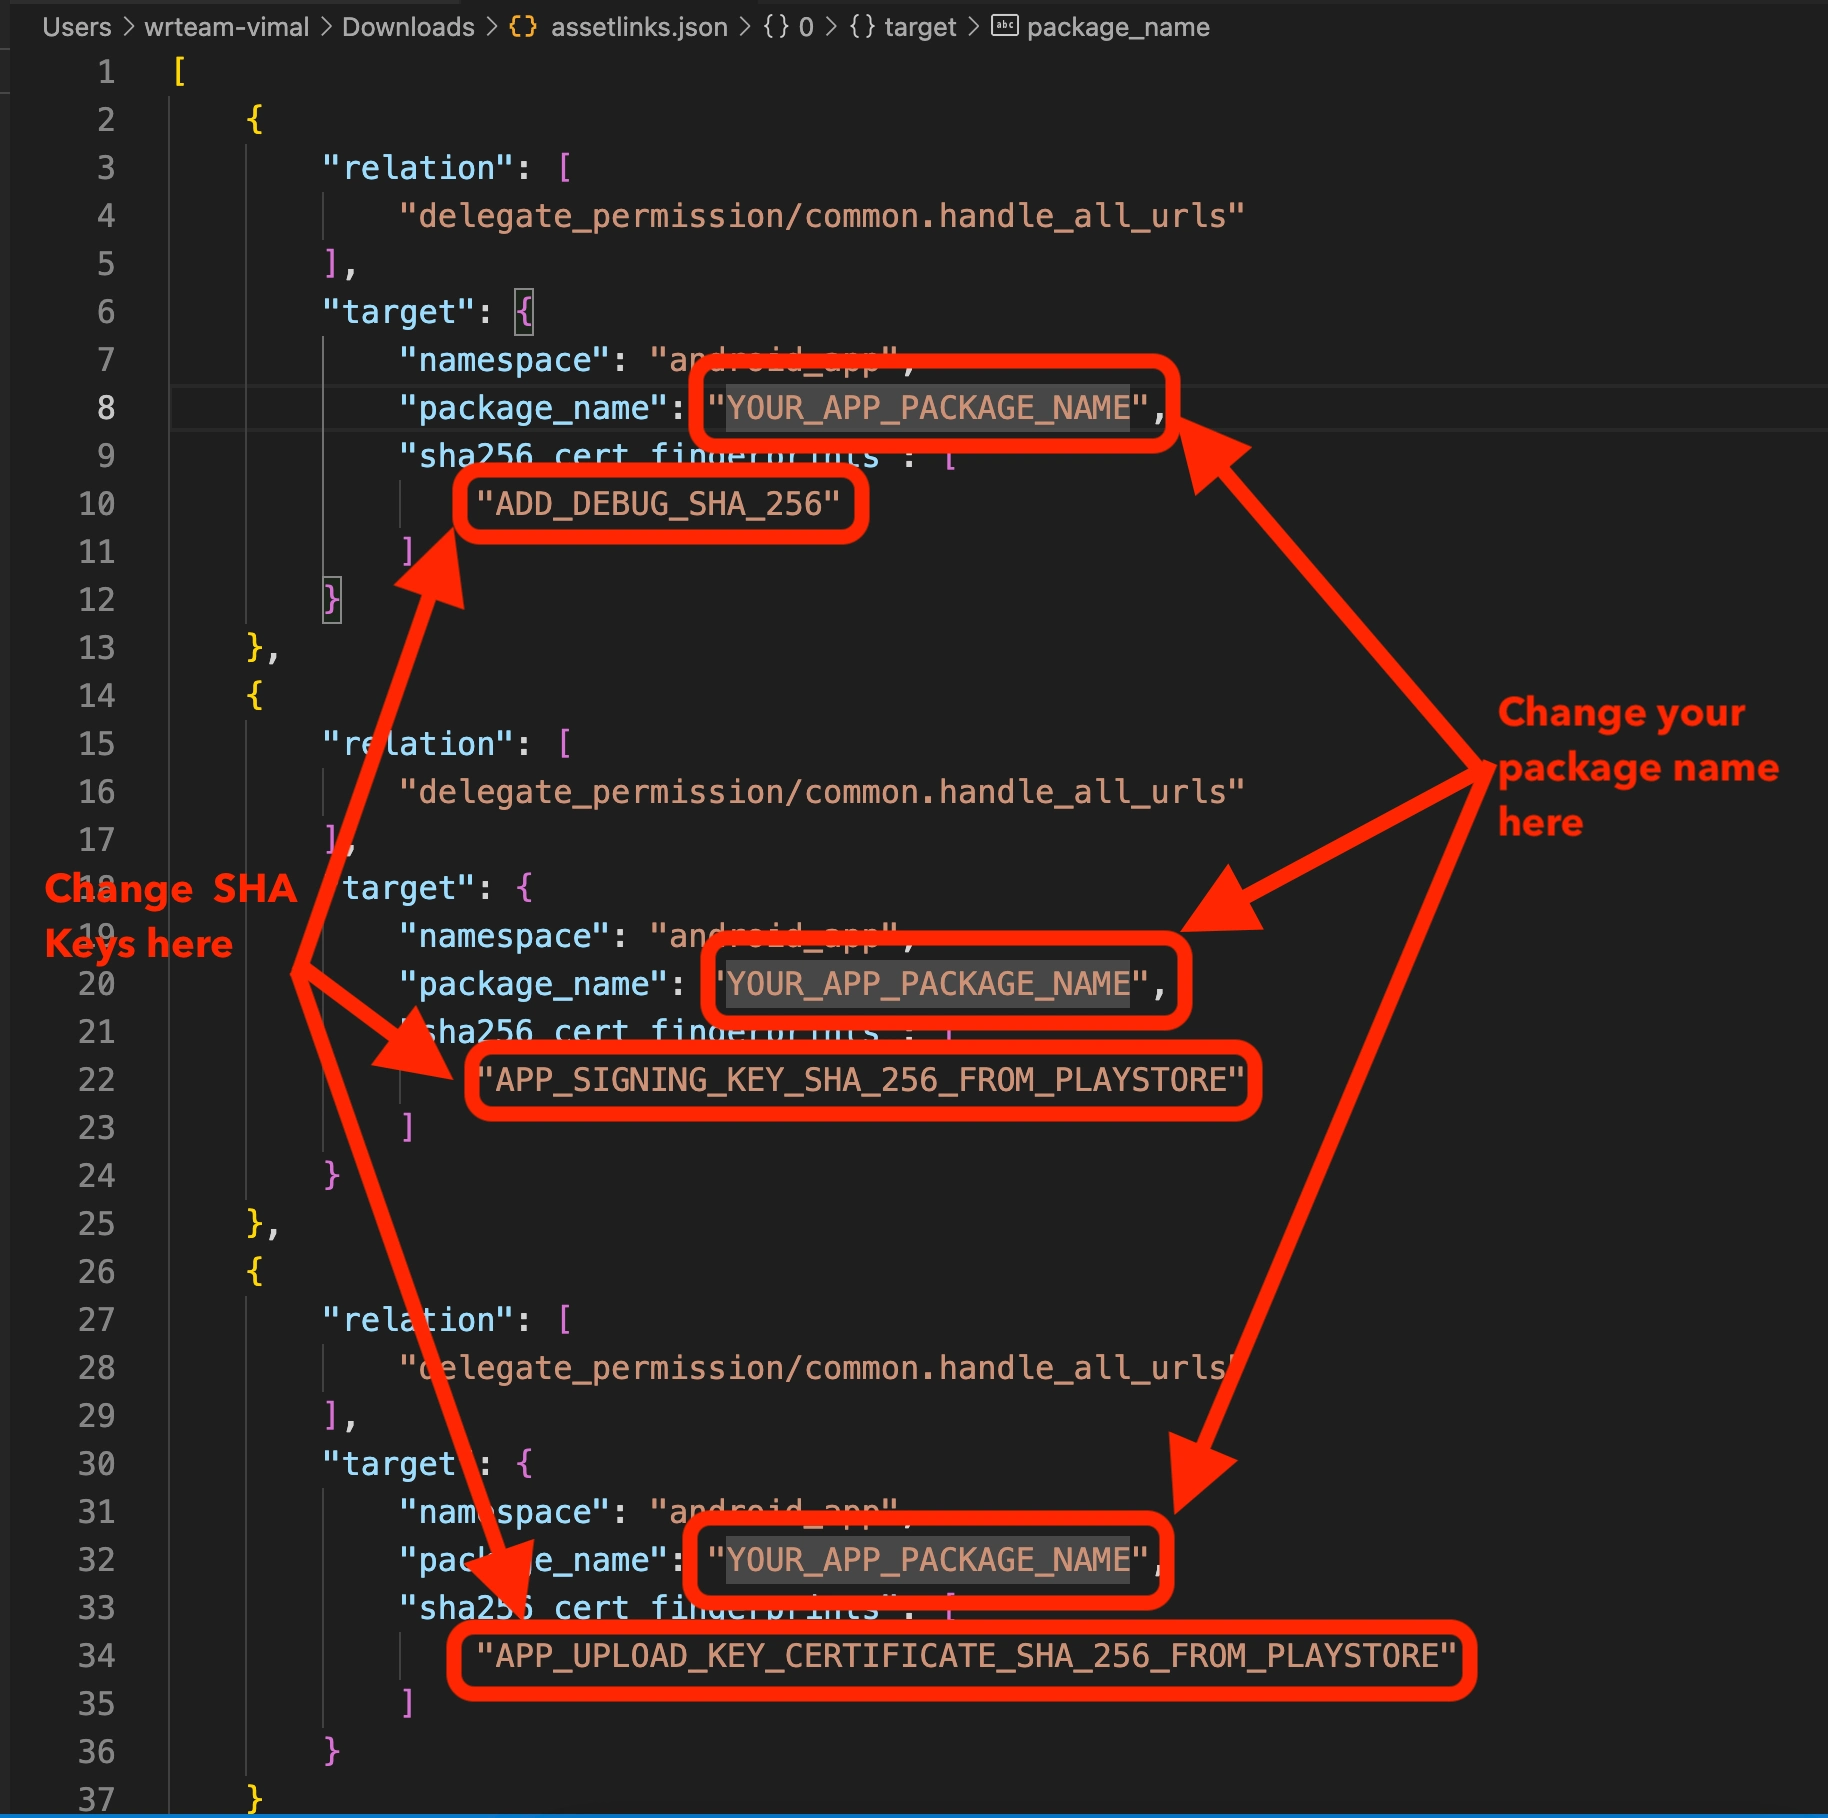 Users > wrteam-vimal > Downloads > {} assetlinks.json > {} 0 > {} target > abc package_name
1 [
2 {
3 "relation": [
4 "delegate_permission/common.handle_all_urls"
5 ],
6 "target": {
7 "namespace": "android_app",
8 "package_name": "YOUR_APP_PACKAGE_NAME",
9 "sha256_cert_fingerprints": [
10 "ADD_DEBUG_SHA_256"
11 ]
12 }
13 },
14 {
15 "relation": [
16 "delegate_permission/common.handle_all_urls"
17 ],
18 "target": {
19 "namespace": "android_app",
20 "package_name": "YOUR_APP_PACKAGE_NAME",
21 "sha256_cert_fingerprints": [
22 "APP_SIGNING_KEY_SHA_256_FROM_PLAYSTORE"
23 ]
24 }
25 },
26 {
27 "relation": [
28 "delegate_permission/common.handle_all_urls"
29 ],
30 "target": {
31 "namespace": "android_app",
32 "package_name": "YOUR_APP_PACKAGE_NAME",
33 "sha256_cert_fingerprints": [
34 "APP_UPLOAD_KEY_CERTIFICATE_SHA_256_FROM_PLAYSTORE"
35 ]
36 }
37 }
Change your
package name
here
Change SHA
Keys here